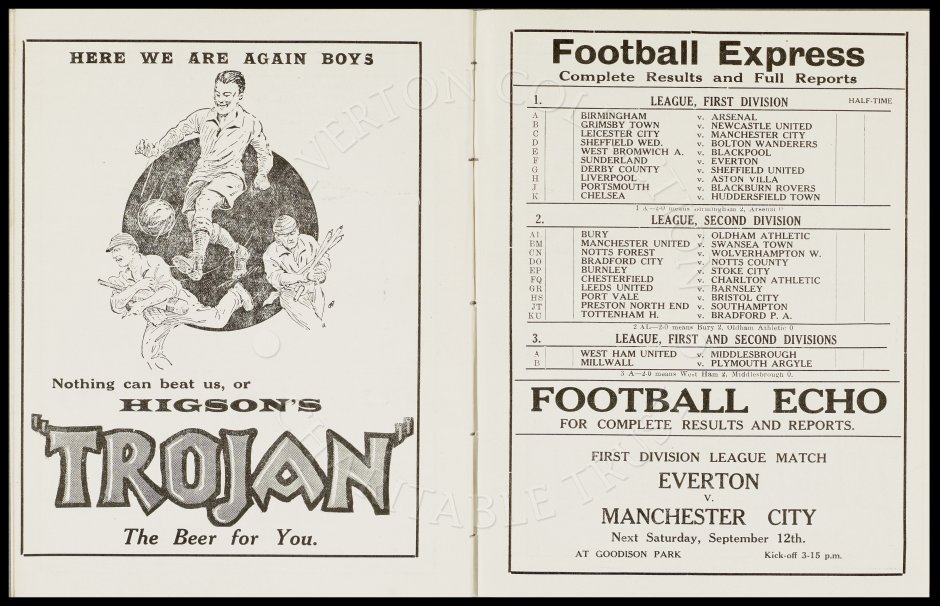 HERE WE ARE AGAIN BOYS
Nothing can beat us, or
HIGSON'S
"TROJAN"
The Beer for You.
Football Express
Complete Results and Full Reports
1. LEAGUE, FIRST DIVISION HALF-TIME
A BIRMINGHAM v. ARSENAL
B GRIMSBY TOWN v. NEWCASTLE UNITED
C LEICESTER CITY v. MANCHESTER CITY
D SHEFFIELD WED. v. BOLTON WANDERERS
E WEST BROMWICH A. v. BLACKPOOL
F SUNDERLAND v. EVERTON
G DERBY COUNTY v. SHEFFIELD UNITED
H LIVERPOOL v. ASTON VILLA
J PORTSMOUTH v. BLACKBURN ROVERS
K CHELSEA v. HUDDERSFIELD TOWN
1 A—2-0 means Birmingham 2, Arsenal 0
2. LEAGUE, SECOND DIVISION
AL BURY v. OLDHAM ATHLETIC
BM MANCHESTER UNITED v. SWANSEA TOWN
CN NOTTS FOREST v. WOLVERHAMPTON W.
DO BRADFORD CITY v. NOTTS COUNTY
EP BURNLEY v. STOKE CITY
FQ CHESTERFIELD v. CHARLTON ATHLETIC
GR LEEDS UNITED v. BARNSLEY
HS PORT VALE v. BRISTOL CITY
JT PRESTON NORTH END v. SOUTHAMPTON
KU TOTTENHAM H. v. BRADFORD P. A.
2 AL—2-0 means Bury 2, Oldham Athletic 0
3. LEAGUE, FIRST AND SECOND DIVISIONS
A WEST HAM UNITED v. MIDDLESBROUGH
B MILLWALL v. PLYMOUTH ARGYLE
3 A—2-0 means West Ham 2, Middlesbrough 0.
FOOTBALL ECHO
FOR COMPLETE RESULTS AND REPORTS.
FIRST DIVISION LEAGUE MATCH
EVERTON
V.
MANCHESTER CITY
Next Saturday, September 12th.
AT GOODISON PARK Kick-off 3-15 p.m.